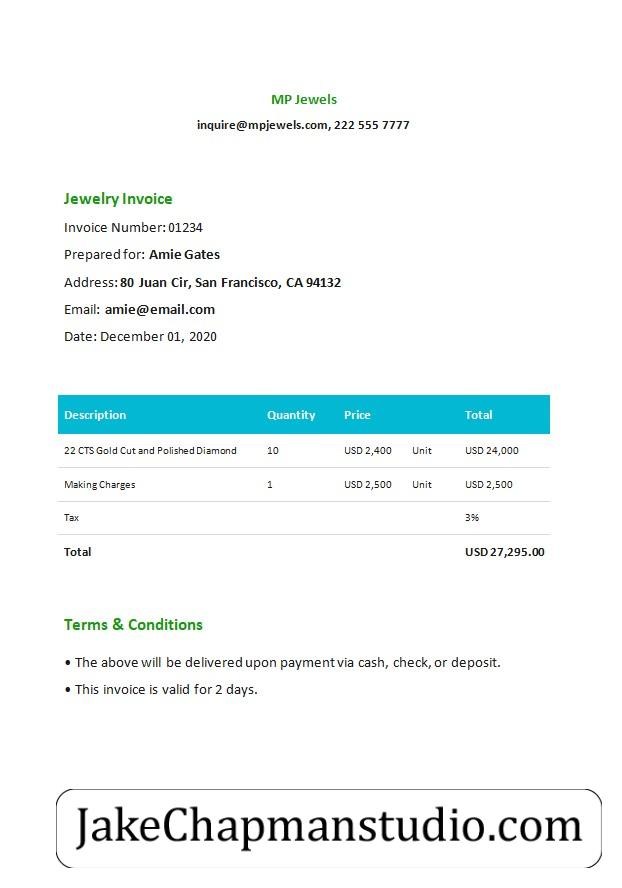 MP Jewels
inquire@mpjewels.com, 222 555 7777
Jewelry Invoice
Invoice Number: 01234
Prepared for: Amie Gates
Address: 80 Juan Cir, San Francisco, CA 94132
Email: amie@email.com
Date: December 01, 2020
Description Quantity Price Total
22 CTS Gold Cut and Polished Diamond 10 USD 2,400 Unit USD 24,000
Making Charges 1 USD 2,500 Unit USD 2,500
Tax 3%
Total USD 27,295.00
Terms & Conditions
• The above will be delivered upon payment via cash, check, or deposit.
• This invoice is valid for 2 days.
JakeChapmanstudio.com